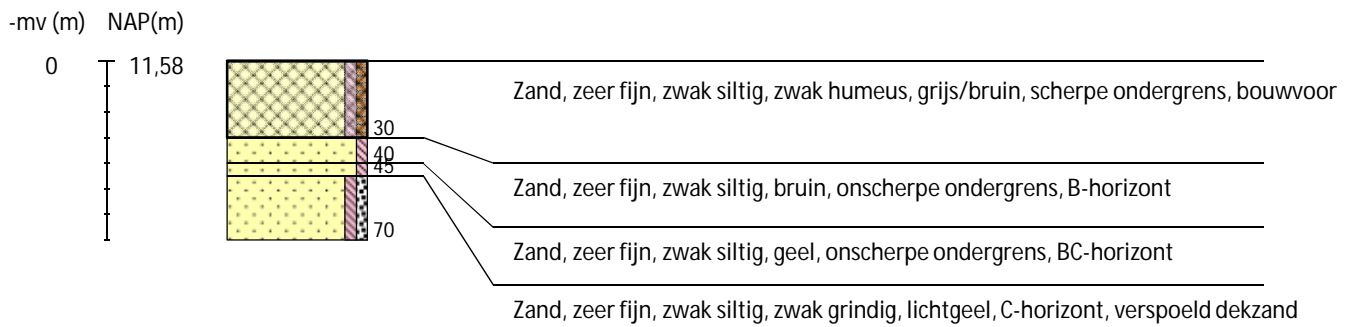 -mv (m) NAP(m)
0 11,58
Zand, zeer fijn, zwak siltig, zwak humeus, grijs/bruin, scherpe ondergrens, bouwvoor
30
40
45
Zand, zeer fijn, zwak siltig, bruin, onscherpe ondergrens, B-horizont
70
Zand, zeer fijn, zwak siltig, geel, onscherpe ondergrens, BC-horizont
Zand, zeer fijn, zwak siltig, zwak grindig, lichtgeel, C-horizont, verspoeld dekzand